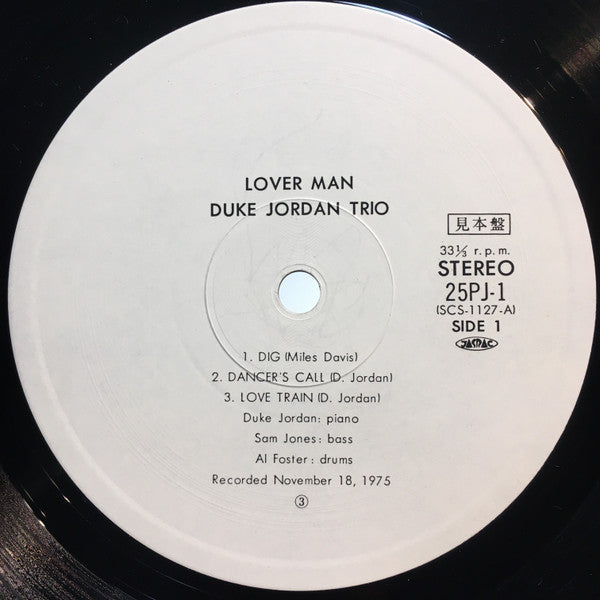 LOVER MAN
DUKE JORDAN TRIO
見本盤
33⅓ r.p.m.
STEREO
25PJ-1
(SCS-1127-A)
SIDE 1
JASRAC
1. DIG (Miles Davis)
2. DANCER'S CALL (D. Jordan)
3. LOVE TRAIN (D. Jordan)
Duke Jordan: piano
Sam Jones: bass
Al Foster: drums
Recorded November 18, 1975
③